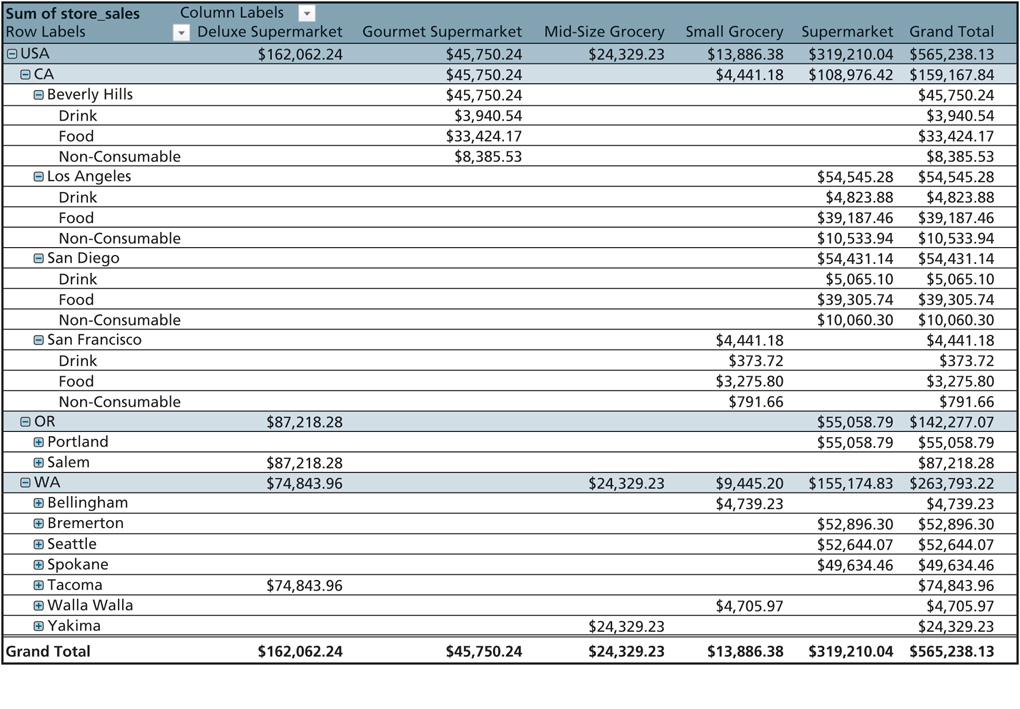 Sum of store_sales Column Labels
Row Labels Deluxe Supermarket Gourmet Supermarket Mid-Size Grocery Small Grocery Supermarket Grand Total
USA $162,062.24 $45,750.24 $24,329.23 $13,886.38 $319,210.04 $565,238.13
CA $45,750.24 $4,441.18 $108,976.42 $159,167.84
Beverly Hills $45,750.24 $45,750.24
Drink $3,940.54 $3,940.54
Food $33,424.17 $33,424.17
Non-Consumable $8,385.53 $8,385.53
Los Angeles $54,545.28 $54,545.28
Drink $4,823.88 $4,823.88
Food $39,187.46 $39,187.46
Non-Consumable $10,533.94 $10,533.94
San Diego $54,431.14 $54,431.14
Drink $5,065.10 $5,065.10
Food $39,305.74 $39,305.74
Non-Consumable $10,060.30 $10,060.30
San Francisco $4,441.18 $4,441.18
Drink $373.72 $373.72
Food $3,275.80 $3,275.80
Non-Consumable $791.66 $791.66
OR $87,218.28 $55,058.79 $142,277.07
Portland $55,058.79 $55,058.79
Salem $87,218.28 $87,218.28
WA $74,843.96 $24,329.23 $9,445.20 $155,174.83 $263,793.22
Bellingham $4,739.23 $4,739.23
Bremerton $52,896.30 $52,896.30
Seattle $52,644.07 $52,644.07
Spokane $49,634.46 $49,634.46
Tacoma $74,843.96 $74,843.96
Walla Walla $4,705.97 $4,705.97
Yakima $24,329.23 $24,329.23
Grand Total $162,062.24 $45,750.24 $24,329.23 $13,886.38 $319,210.04 $565,238.13